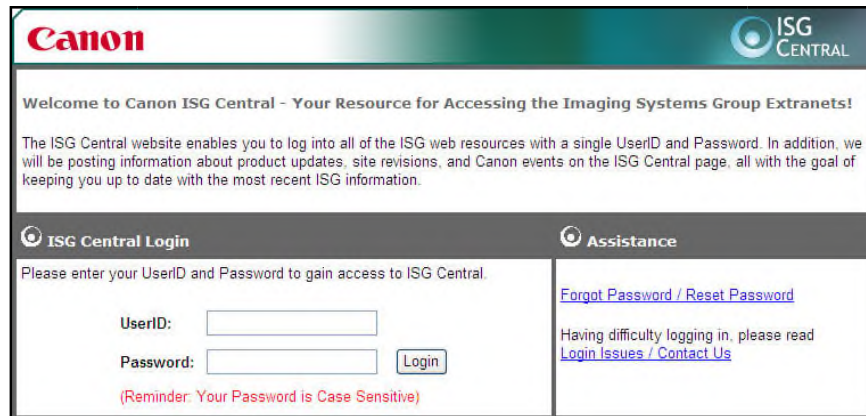 Canon
ISG
CENTRAL
Welcome to Canon ISG Central - Your Resource for Accessing the Imaging Systems Group Extranets!
The ISG Central website enables you to log into all of the ISG web resources with a single UserID and Password. In addition, we
will be posting information about product updates, site revisions, and Canon events on the ISG Central page, all with the goal of
keeping you up to date with the most recent ISG information.
ISG Central Login
Please enter your UserID and Password to gain access to ISG Central.
UserID:
Password:
Login
(Reminder: Your Password is Case Sensitive)
Assistance
Forgot Password / Reset Password
Having difficulty logging in, please read
Login Issues / Contact Us